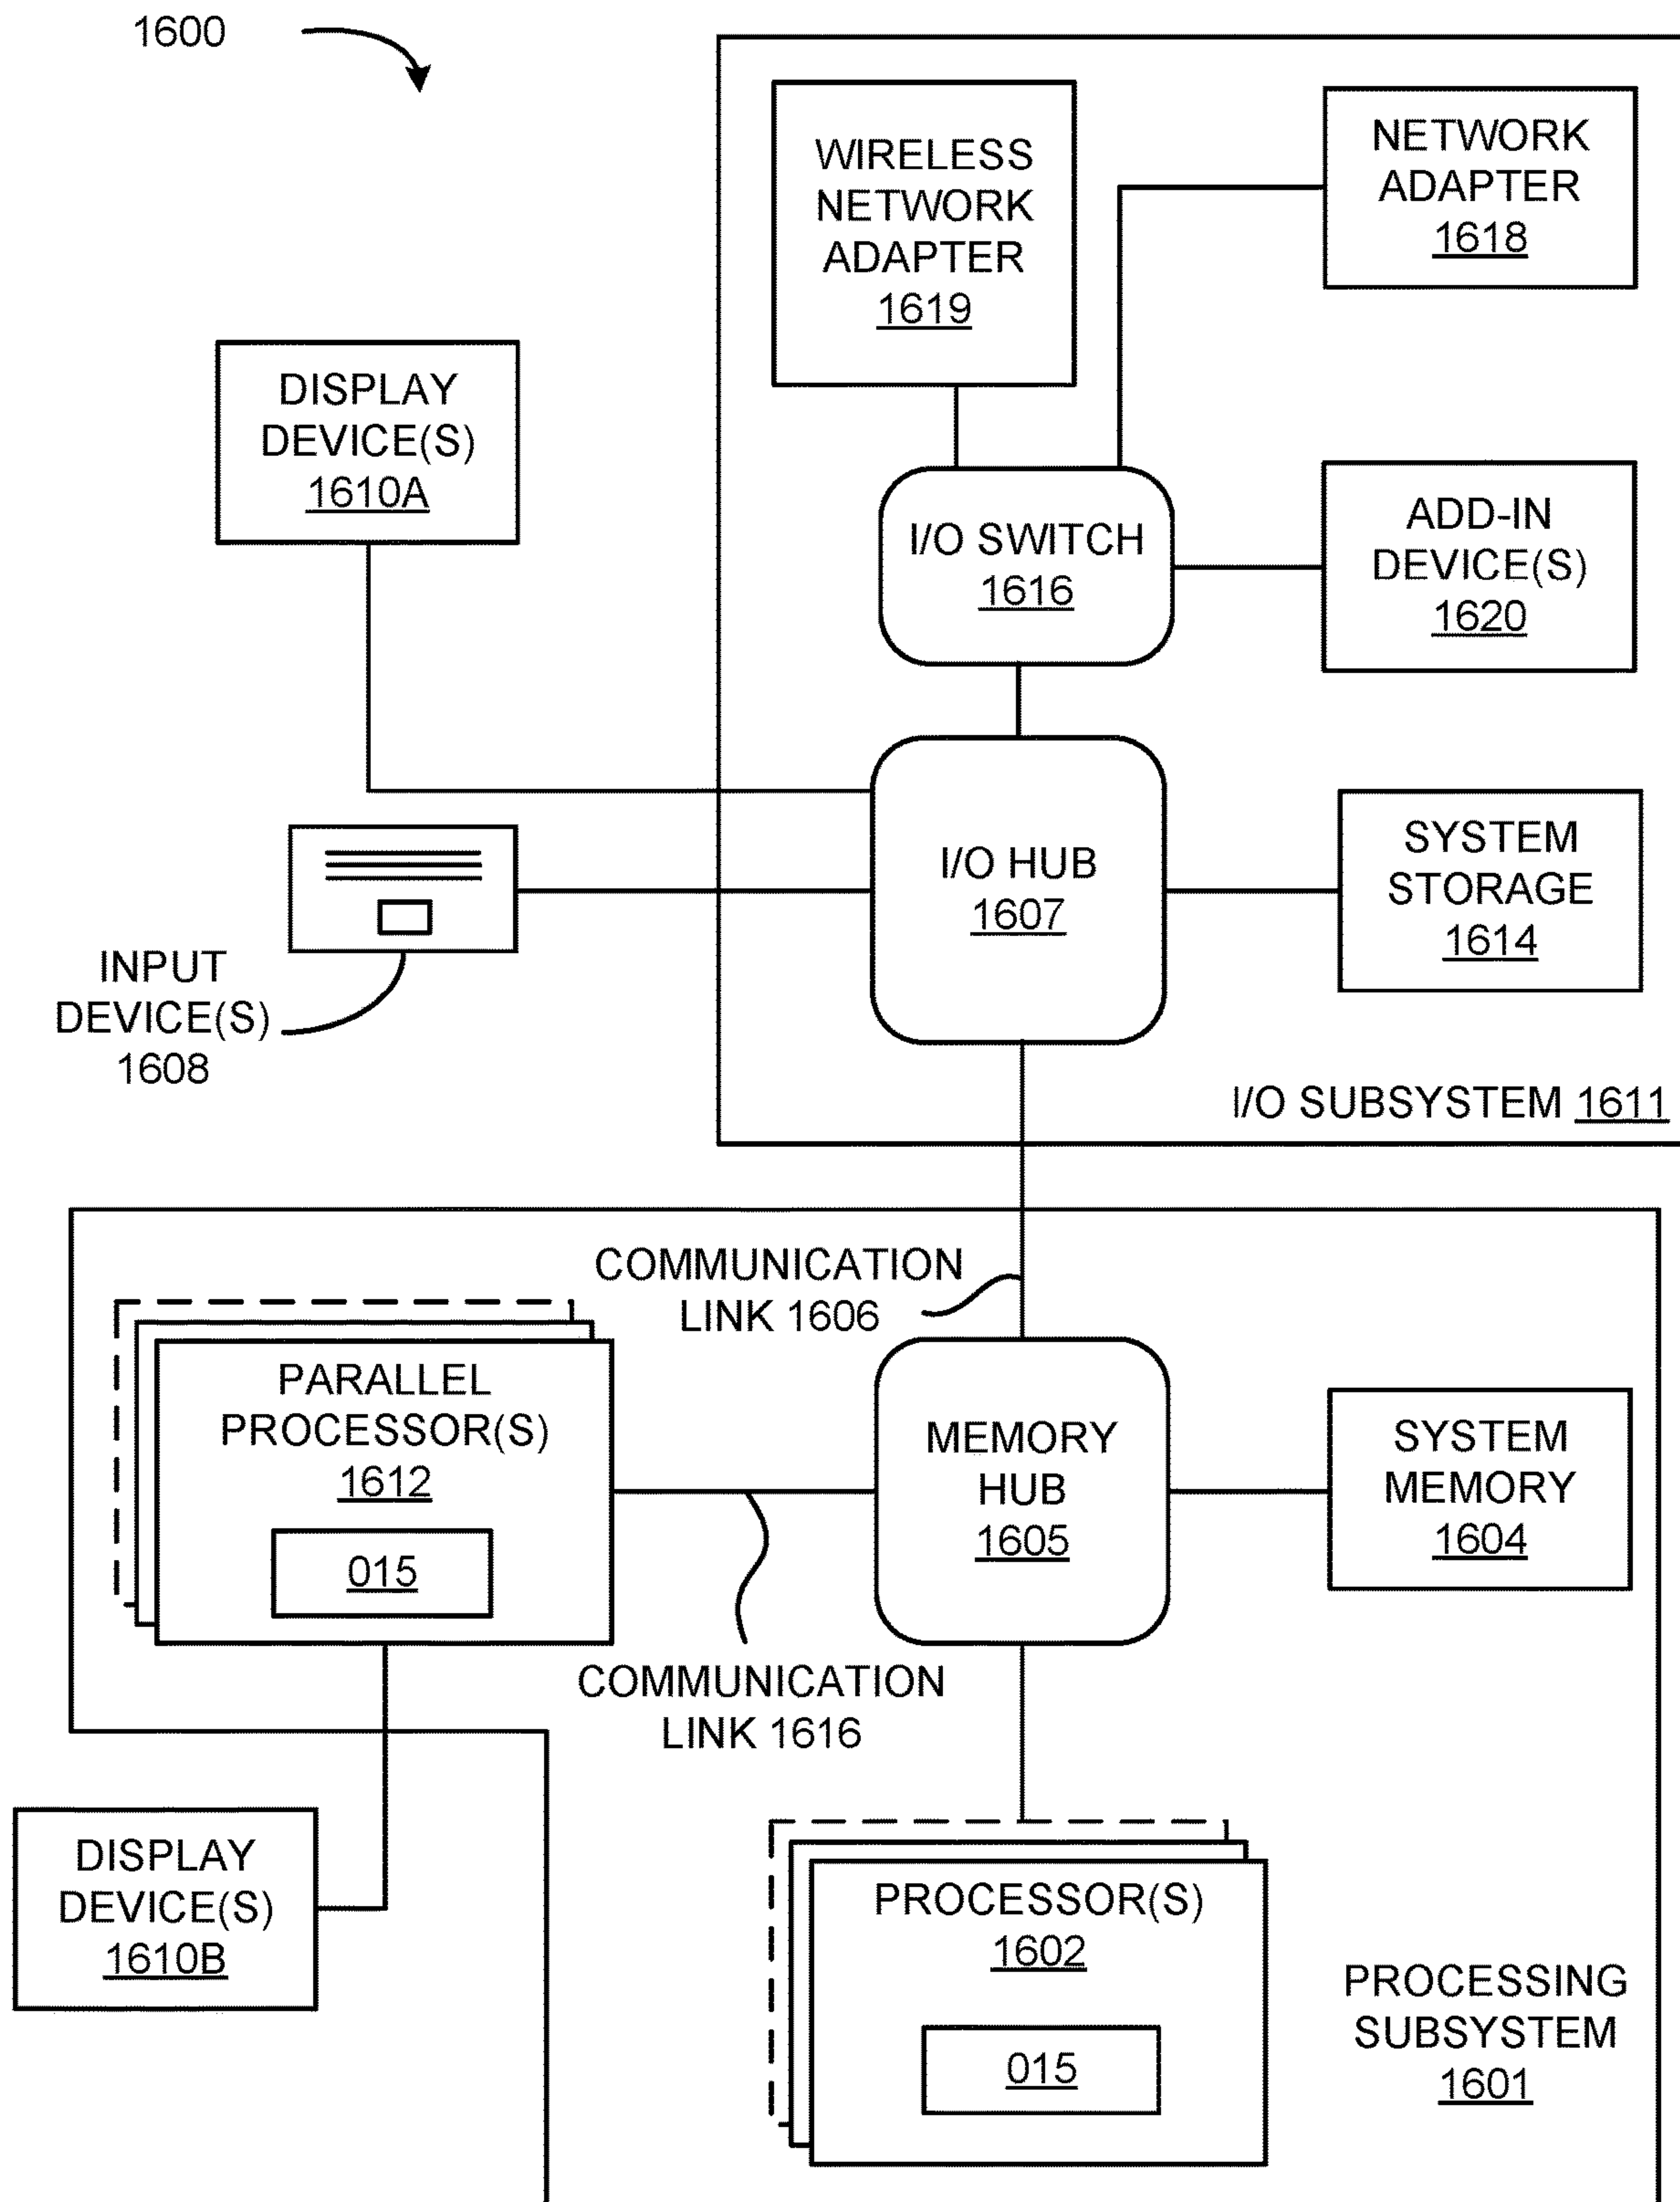 1600
WIRELESS
NETWORK
ADAPTER
1619
NETWORK
ADAPTER
1618
DISPLAY
DEVICE(S)
1610A
I/O SWITCH
1616
ADD-IN
DEVICE(S)
1620
I/O HUB
1607
SYSTEM
STORAGE
1614
INPUT
DEVICE(S)
1608
I/O SUBSYSTEM 1611
COMMUNICATION
LINK 1606
PARALLEL
PROCESSOR(S)
1612
015
MEMORY
HUB
1605
SYSTEM
MEMORY
1604
COMMUNICATION
LINK 1616
DISPLAY
DEVICE(S)
1610B
PROCESSOR(S)
1602
015
PROCESSING
SUBSYSTEM
1601